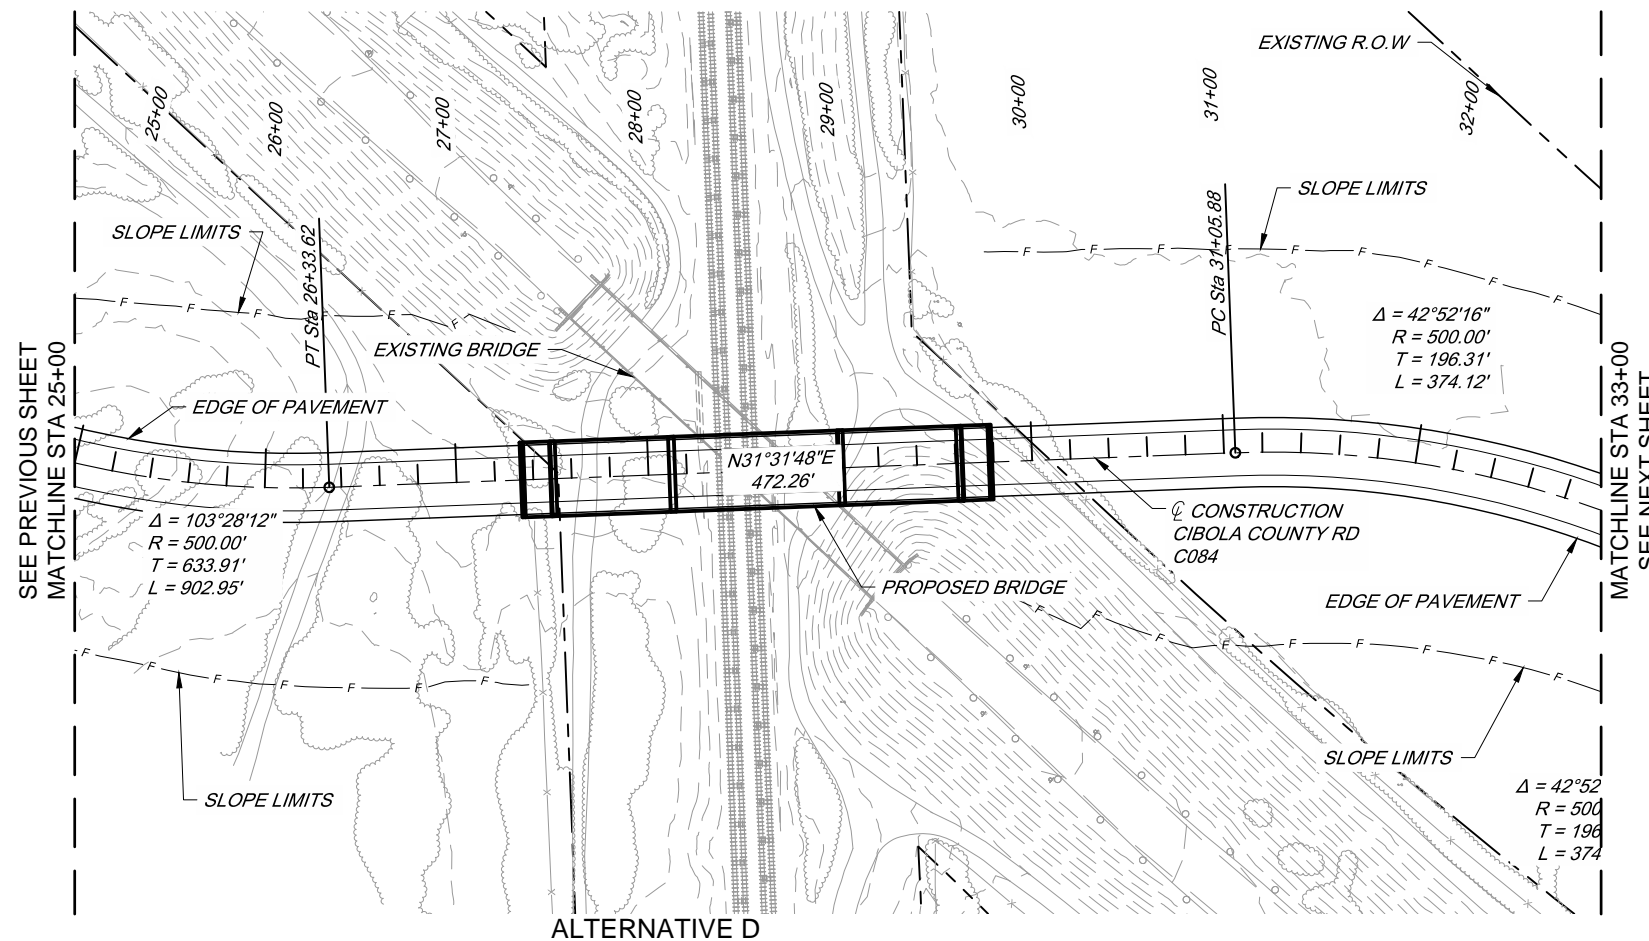 EXISTING R.O.W
25+00
26+00
27+00
28+00
29+00
30+00
31+00
32+00
SLOPE LIMITS
SLOPE LIMITS
PT Sta 26+33.62
PC Sta 31+05.88
Δ = 42°52'16"
R = 500.00'
T = 196.31'
L = 374.12'
EXISTING BRIDGE
EDGE OF PAVEMENT
SEE PREVIOUS SHEET
MATCHLINE STA 25+00
MATCHLINE STA 33+00
SEE NEXT SHEET
N31°31'48"E
472.26'
Δ = 103°28'12"
R = 500.00'
T = 633.91'
L = 902.95'
℄ CONSTRUCTION
CIBOLA COUNTY RD
C084
PROPOSED BRIDGE
EDGE OF PAVEMENT
SLOPE LIMITS
SLOPE LIMITS
Δ = 42°52
R = 500
T = 196
L = 374
F F F F F F
F F F F F F F F
F F F F F F F
F F F F F F F
ALTERNATIVE D